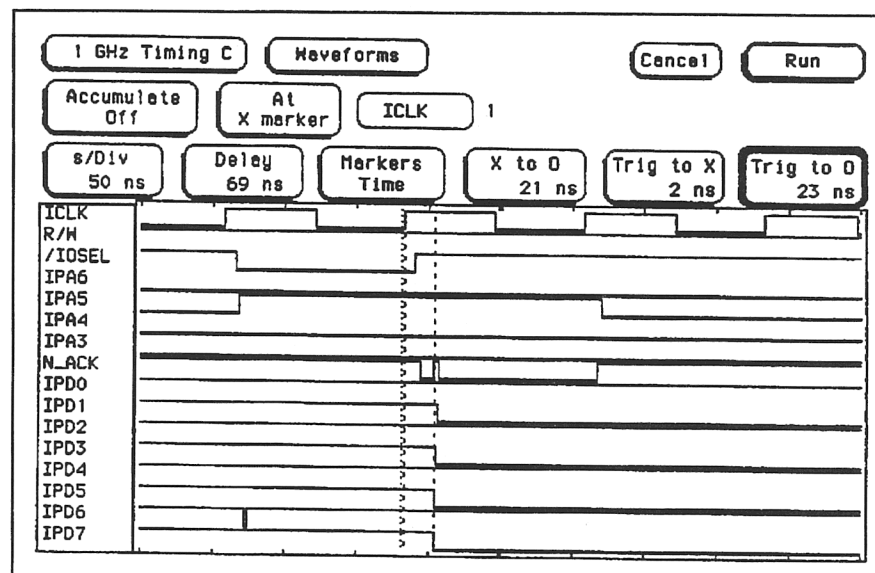 1 GHz Timing C Waveforms Cancel Run
Accumulate Off At X marker ICLK 1
s/Div 50 ns Delay 69 ns Markers Time X to O 21 ns Trig to X 2 ns Trig to O 23 ns
ICLK
R/W
/IOSEL
IPA6
IPA5
IPA4
IPA3
N_ACK
IPD0
IPD1
IPD2
IPD3
IPD4
IPD5
IPD6
IPD7